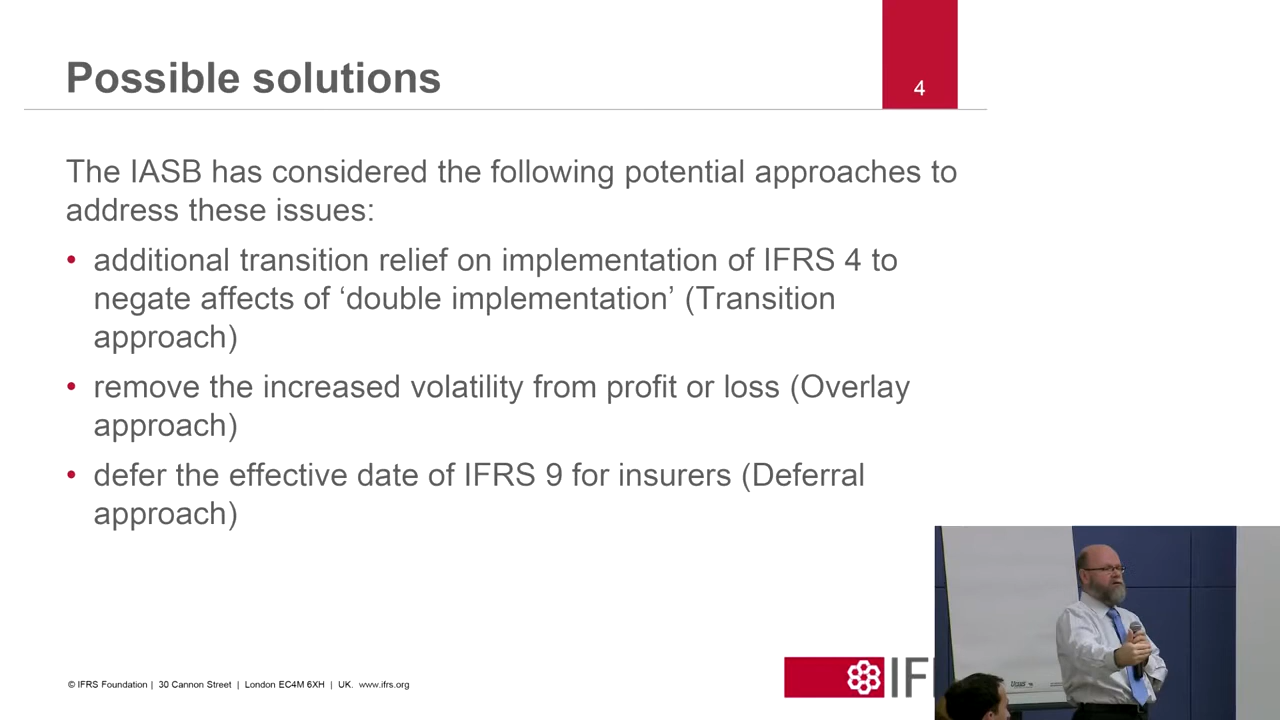 Possible solutions
4
The IASB has considered the following potential approaches to
address these issues:
• additional transition relief on implementation of IFRS 4 to
negate affects of ‘double implementation’ (Transition
approach)
• remove the increased volatility from profit or loss (Overlay
approach)
• defer the effective date of IFRS 9 for insurers (Deferral
approach)
© IFRS Foundation | 30 Cannon Street | London EC4M 6XH | UK. www.ifrs.org